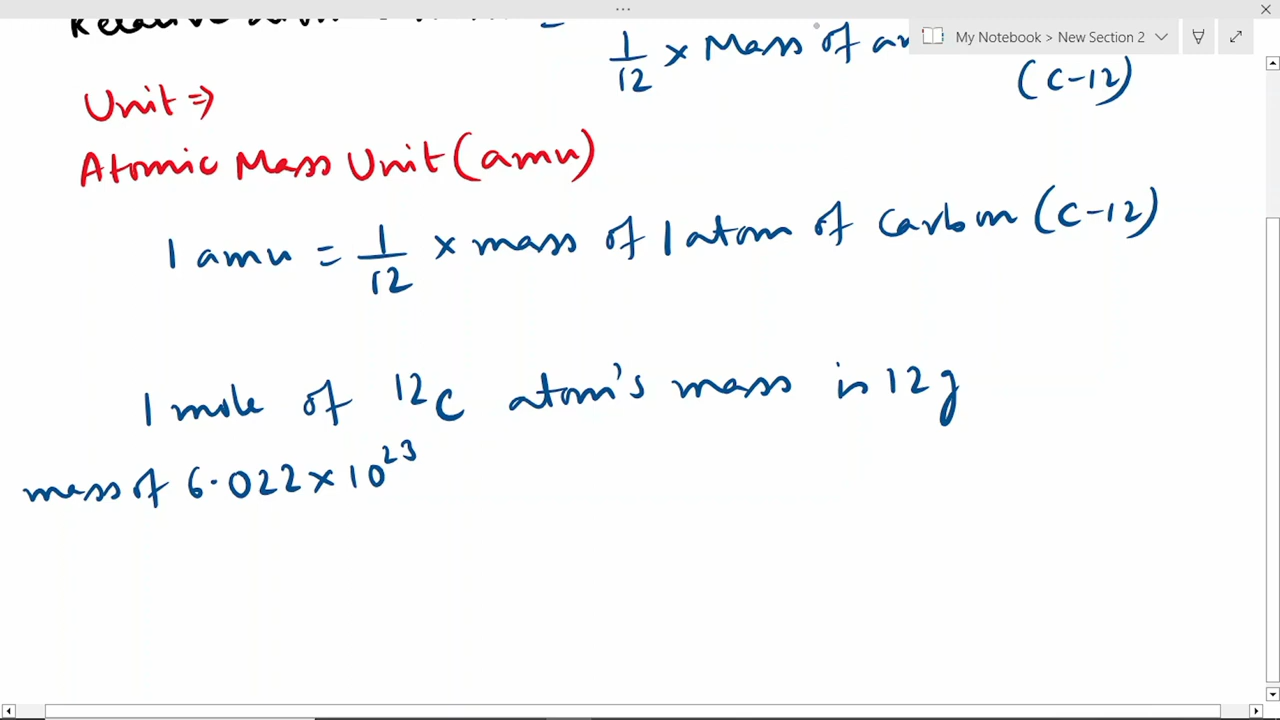 ...
Relative
=
My Notebook > New Section 2
1/12 × Mass of
(C-12)
Unit ⇒
Atomic Mass Unit (amu)
1 amu = 1/12 × mass of 1 atom of carbon (C-12)
1 mole of ¹²C atom's mass is 12g
mass of 6.022×10²³